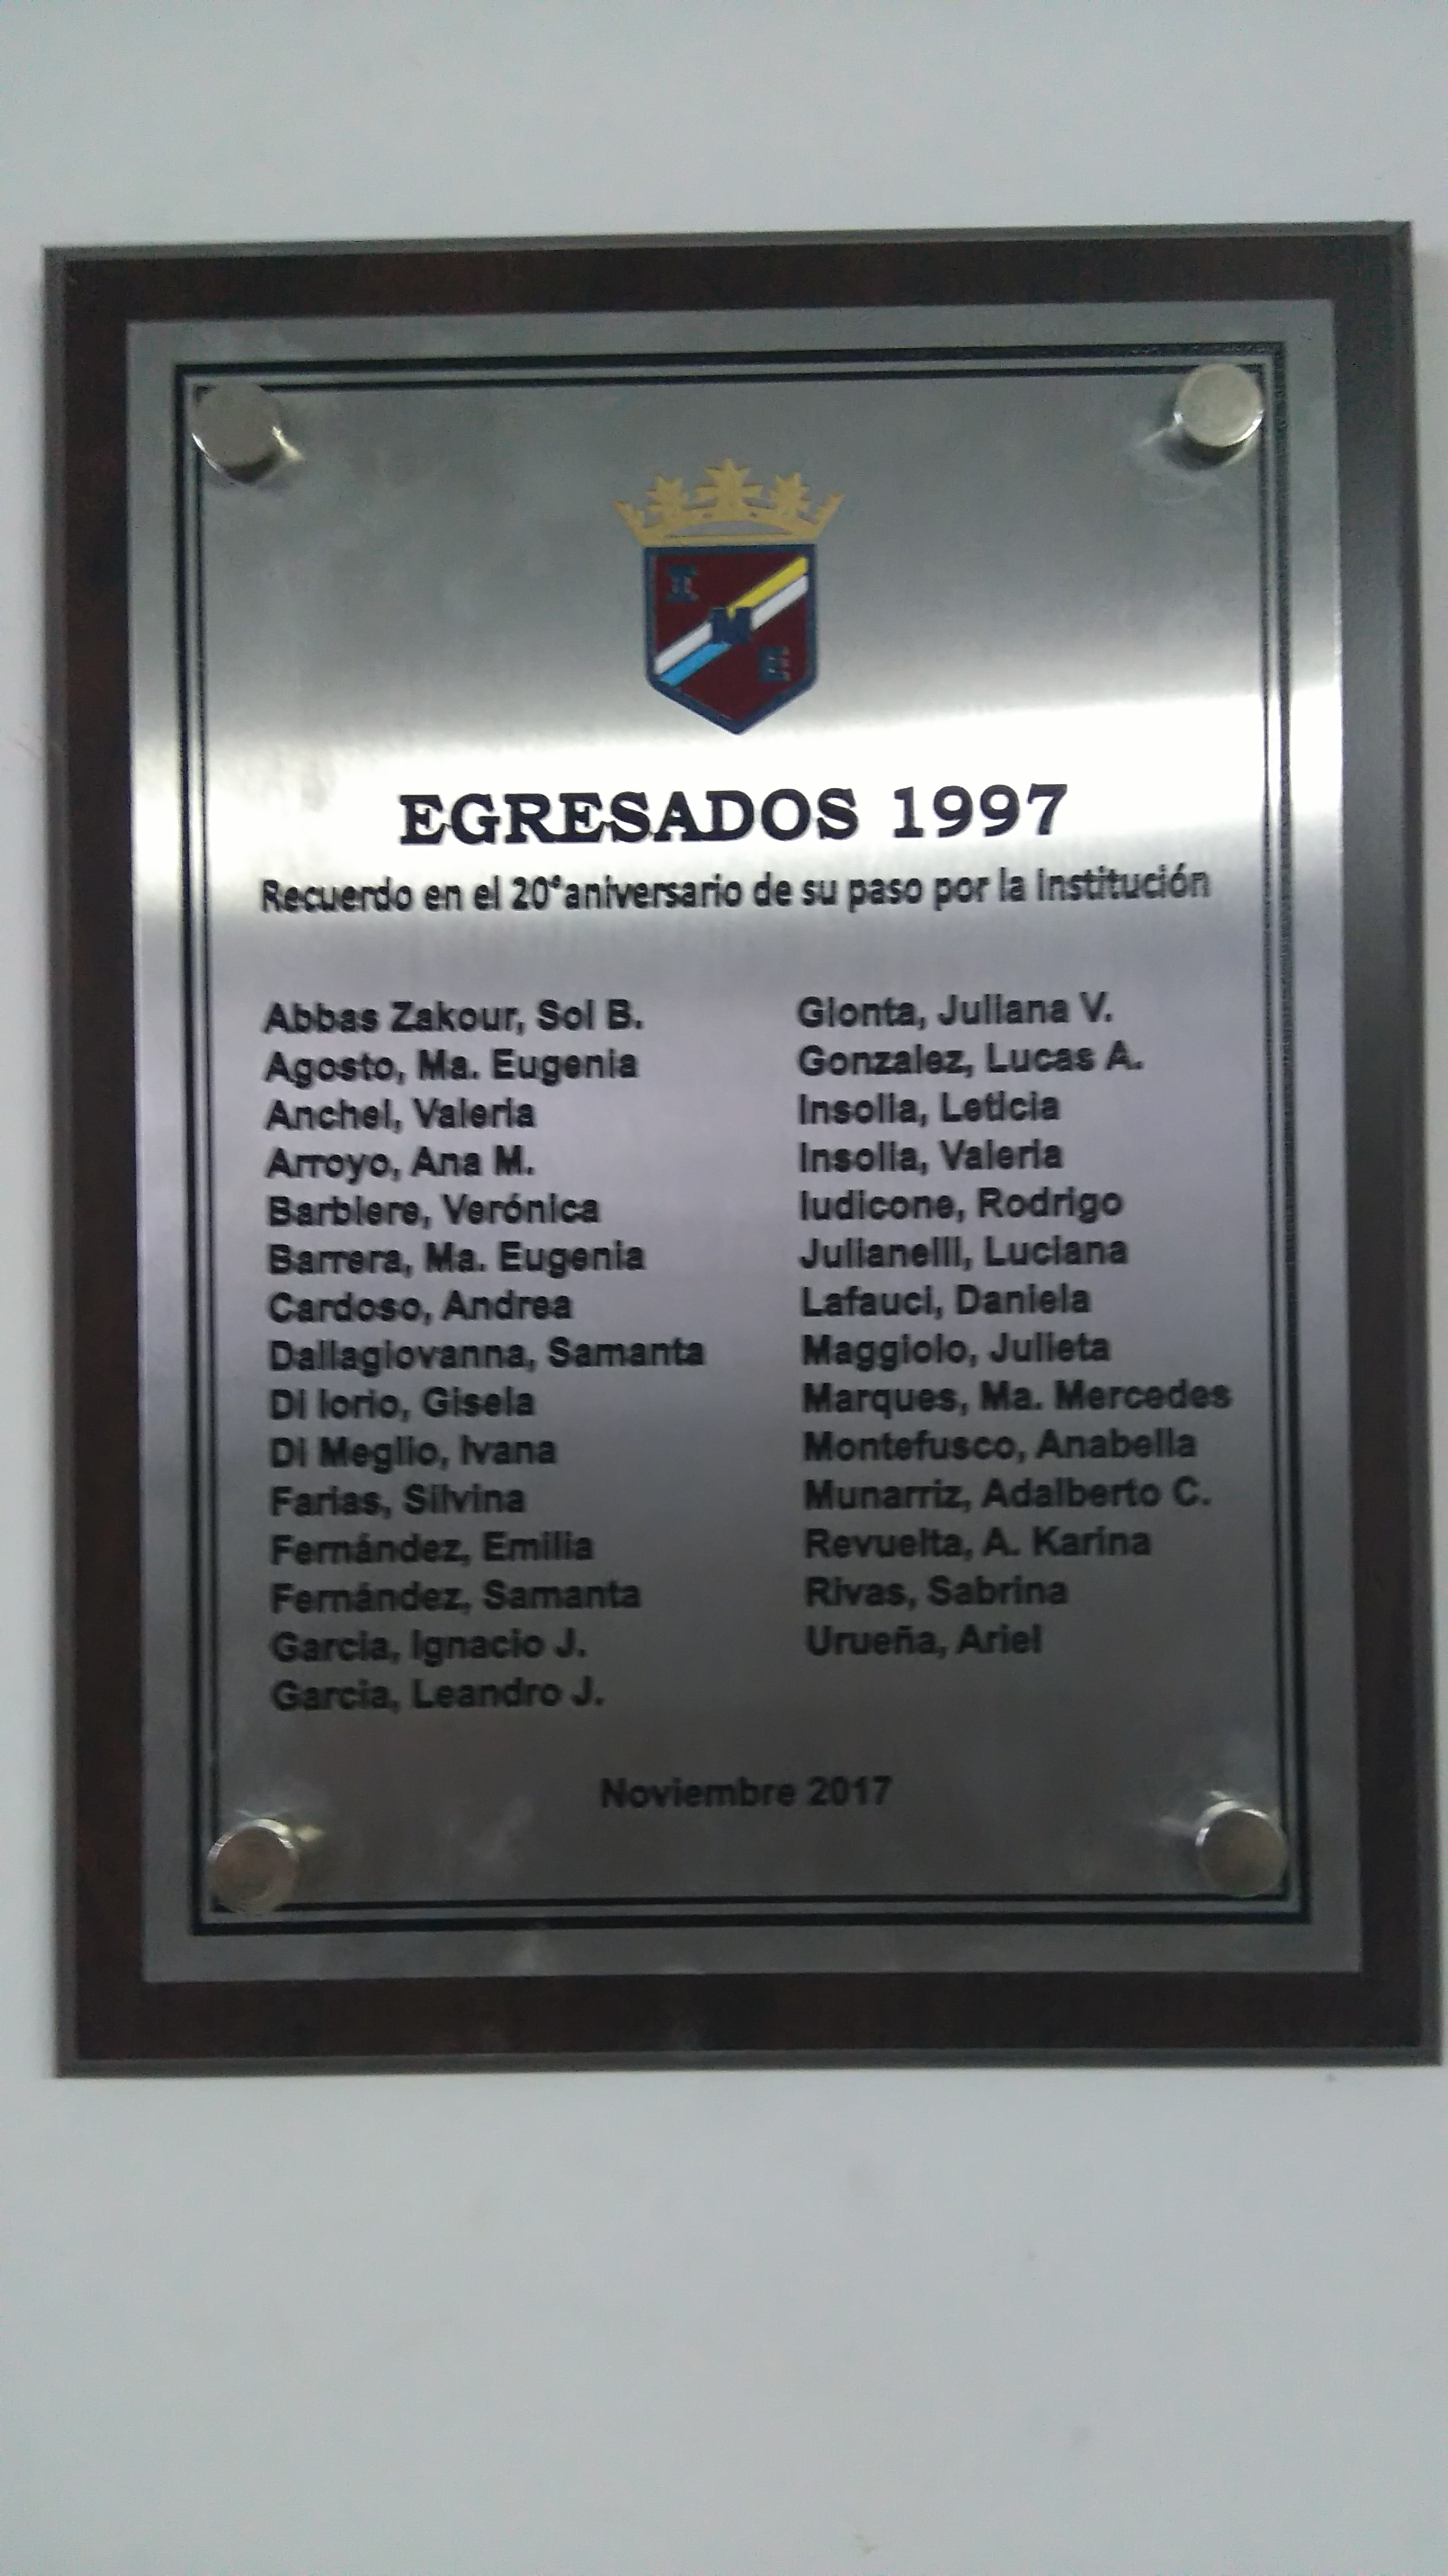 I
M
E
EGRESADOS 1997
Recuerdo en el 20°aniversario de su paso por la Institución
Abbas Zakour, Sol B.
Agosto, Ma. Eugenia
Anchel, Valeria
Arroyo, Ana M.
Barbiere, Verónica
Barrera, Ma. Eugenia
Cardoso, Andrea
Dallagiovanna, Samanta
Di Iorio, Gisela
Di Meglio, Ivana
Farias, Silvina
Fernández, Emilia
Fernández, Samanta
Garcia, Ignacio J.
Garcia, Leandro J.
Gionta, Juliana V.
Gonzalez, Lucas A.
Insolia, Leticia
Insolia, Valeria
Iudicone, Rodrigo
Julianelli, Luciana
Lafauci, Daniela
Maggiolo, Julieta
Marques, Ma. Mercedes
Montefusco, Anabella
Munarriz, Adalberto C.
Revuelta, A. Karina
Rivas, Sabrina
Urueña, Ariel
Noviembre 2017